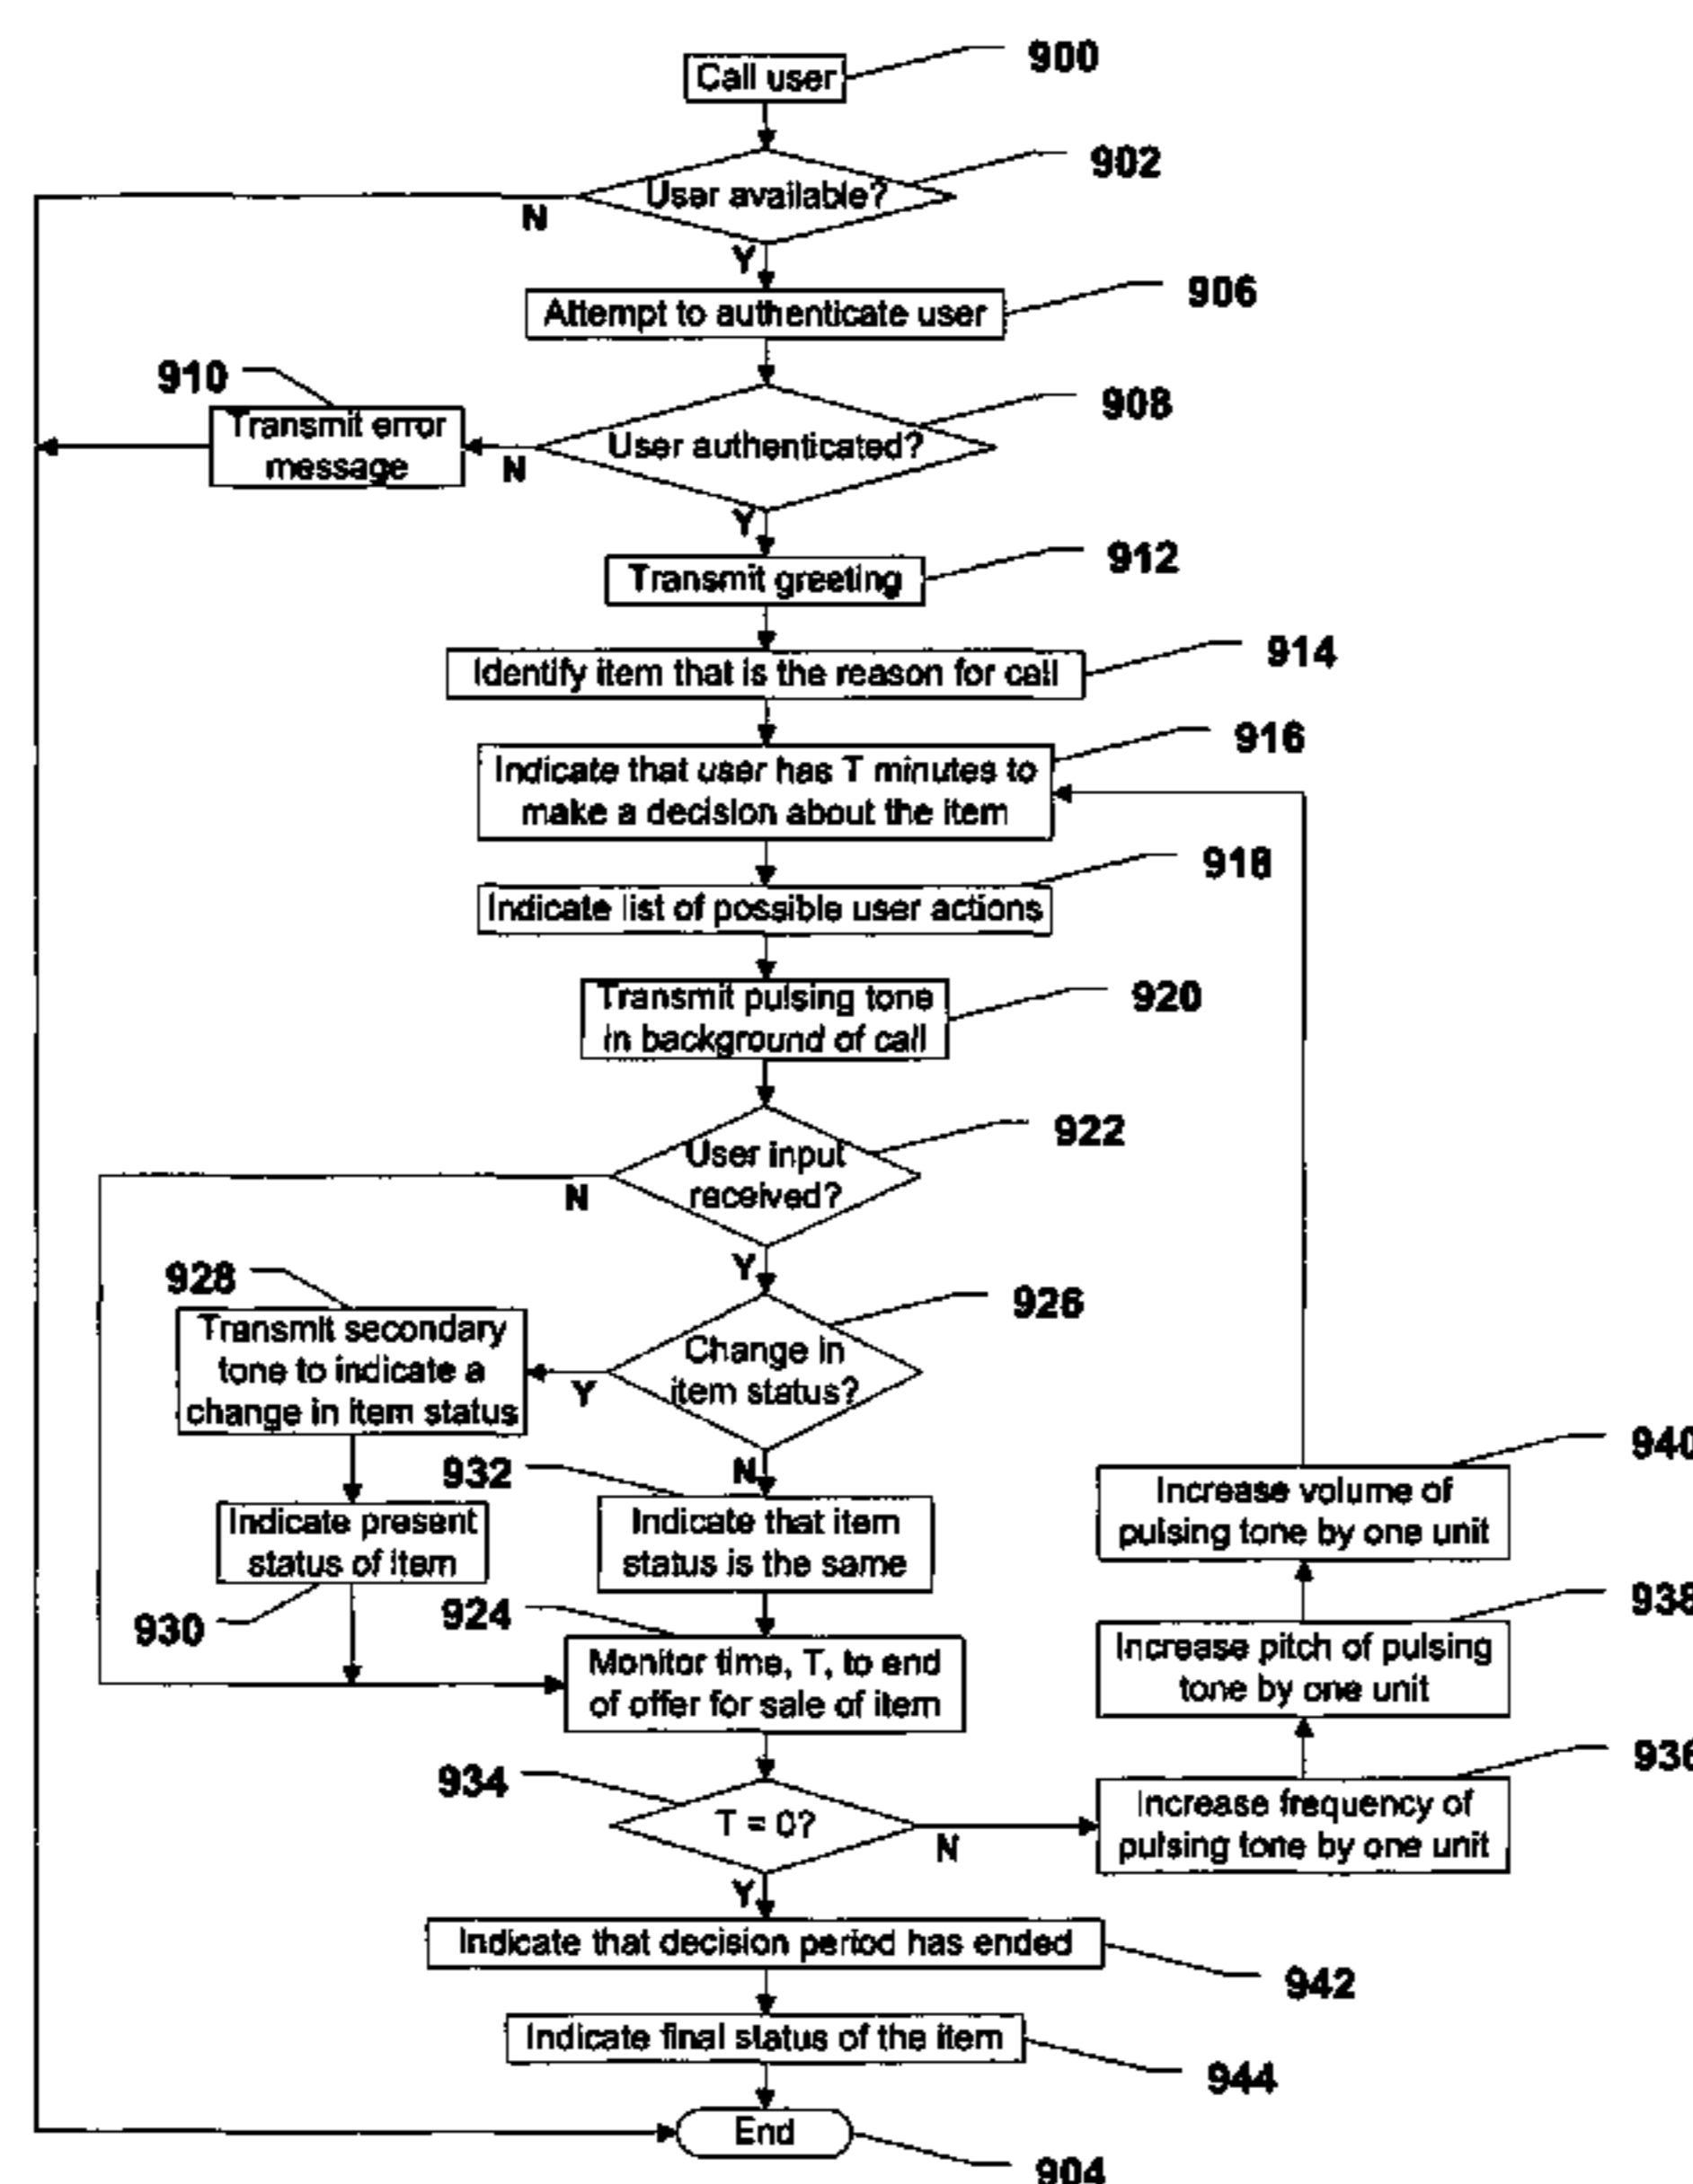 Call user
900
User available?
902
N
Y
Attempt to authenticate user
906
910
Transmit error
message
N
User authenticated?
908
Y
Transmit greeting
912
Identify item that is the reason for call
914
Indicate that user has T minutes to
make a decision about the item
916
Indicate list of possible user actions
918
Transmit pulsing tone
in background of call
920
User input
received?
922
N
Y
928
Transmit secondary
tone to indicate a
change in item status
Y
Change in
item status?
926
N
932
Indicate present
status of item
930
Indicate that item
status is the same
924
Monitor time, T, to end
of offer for sale of item
940
Increase volume of
pulsing tone by one unit
938
Increase pitch of pulsing
tone by one unit
936
Increase frequency of
pulsing tone by one unit
934
T = 0?
N
Y
Indicate that decision period has ended
942
Indicate final status of the item
944
End
904